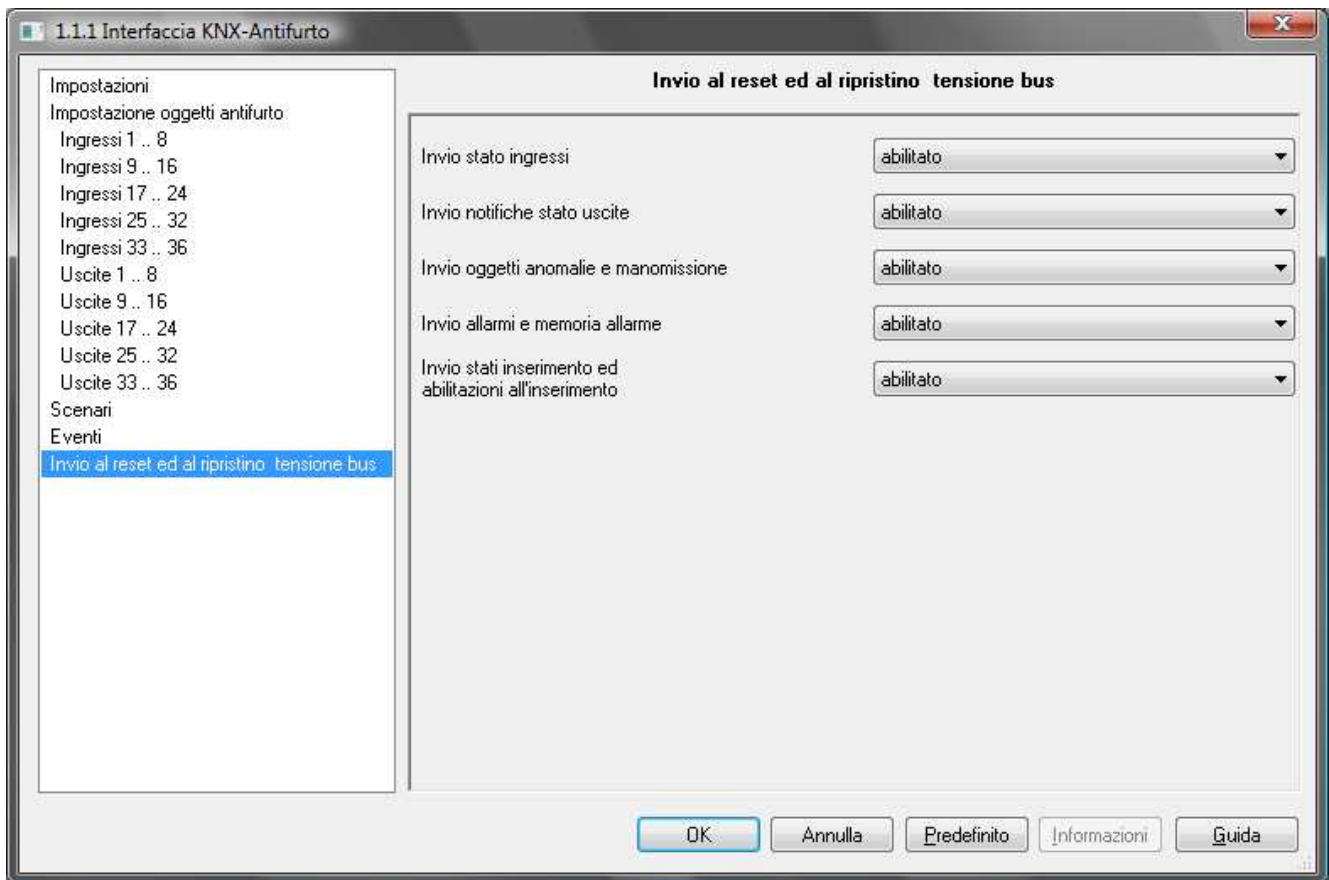 1.1.1 Interfaccia KNX-Antifurto
Impostazioni
Impostazione oggetti antifurto
Ingressi 1 .. 8
Ingressi 9 .. 16
Ingressi 17 .. 24
Ingressi 25 .. 32
Ingressi 33 .. 36
Uscite 1 .. 8
Uscite 9 .. 16
Uscite 17 .. 24
Uscite 25 .. 32
Uscite 33 .. 36
Scenari
Eventi
Invio al reset ed al ripristino tensione bus
Invio al reset ed al ripristino tensione bus
Invio stato ingressi abilitato
Invio notifiche stato uscite abilitato
Invio oggetti anomalie e manomissione abilitato
Invio allarmi e memoria allarme abilitato
Invio stati inserimento ed
abilitazioni all'inserimento abilitato
OK Annulla Predefinito Informazioni Guida